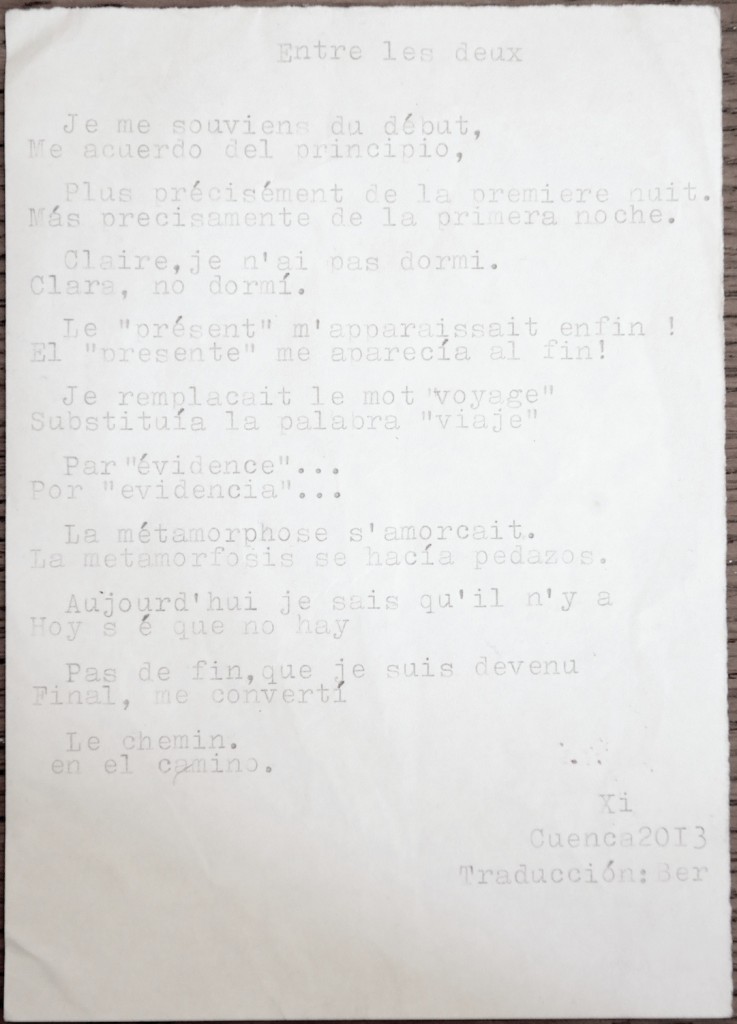 Entre les deux
Je me souviens du début,
Me acuerdo del principio,
Plus précisément de la premiere nuit.
Más precisamente de la primera noche.
Claire,je n'ai pas dormi.
Clara, no dormí.
Le "présent" m'apparaissait enfin !
El "presente" me aparecía al fin!
Je remplacait le mot "voyage"
Substituía la palabra "viaje"
Par "évidence"...
Por "evidencia"...
La métamorphose s'amorcait.
La metamorfosis se hacía pedazos.
Aujourd'hui je sais qu'il n'y a
Hoy s é que no hay
Pas de fin,que je suis devenu
Final, me convertí
Le chemin.
en el camino.
Xi
Cuenca2013
Traducción: Ber